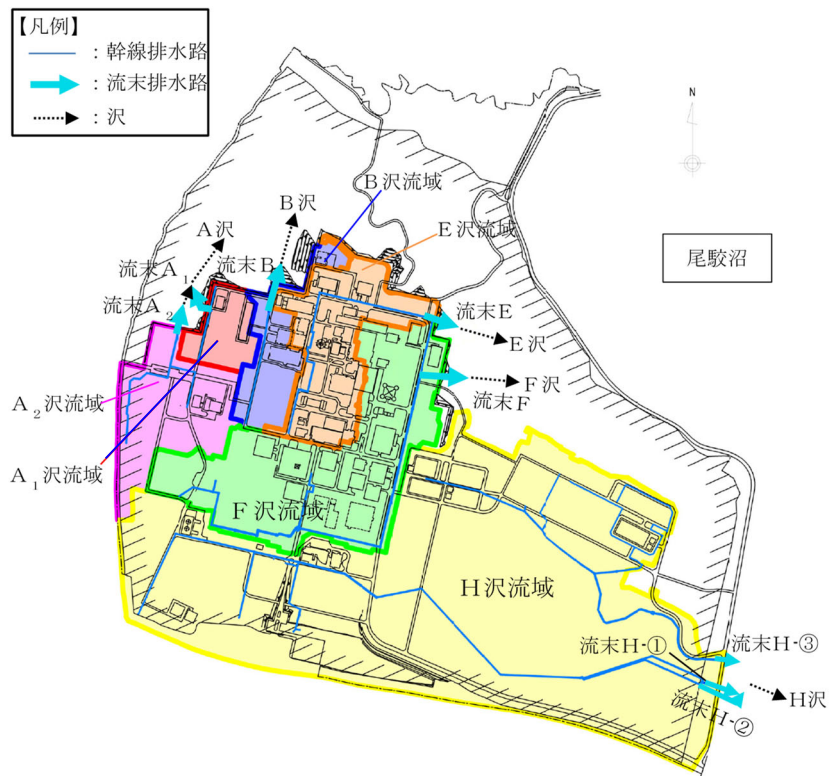 【凡例】
：幹線排水路
：流末排水路
：沢
N
尾駮沼
B沢流域
B沢
A沢
E沢流域
流末A1
流末B
流末A2
流末E
E沢
F沢
流末F
A2沢流域
A1沢流域
F沢流域
H沢流域
流末H-①
流末H-③
H沢
流末H-②